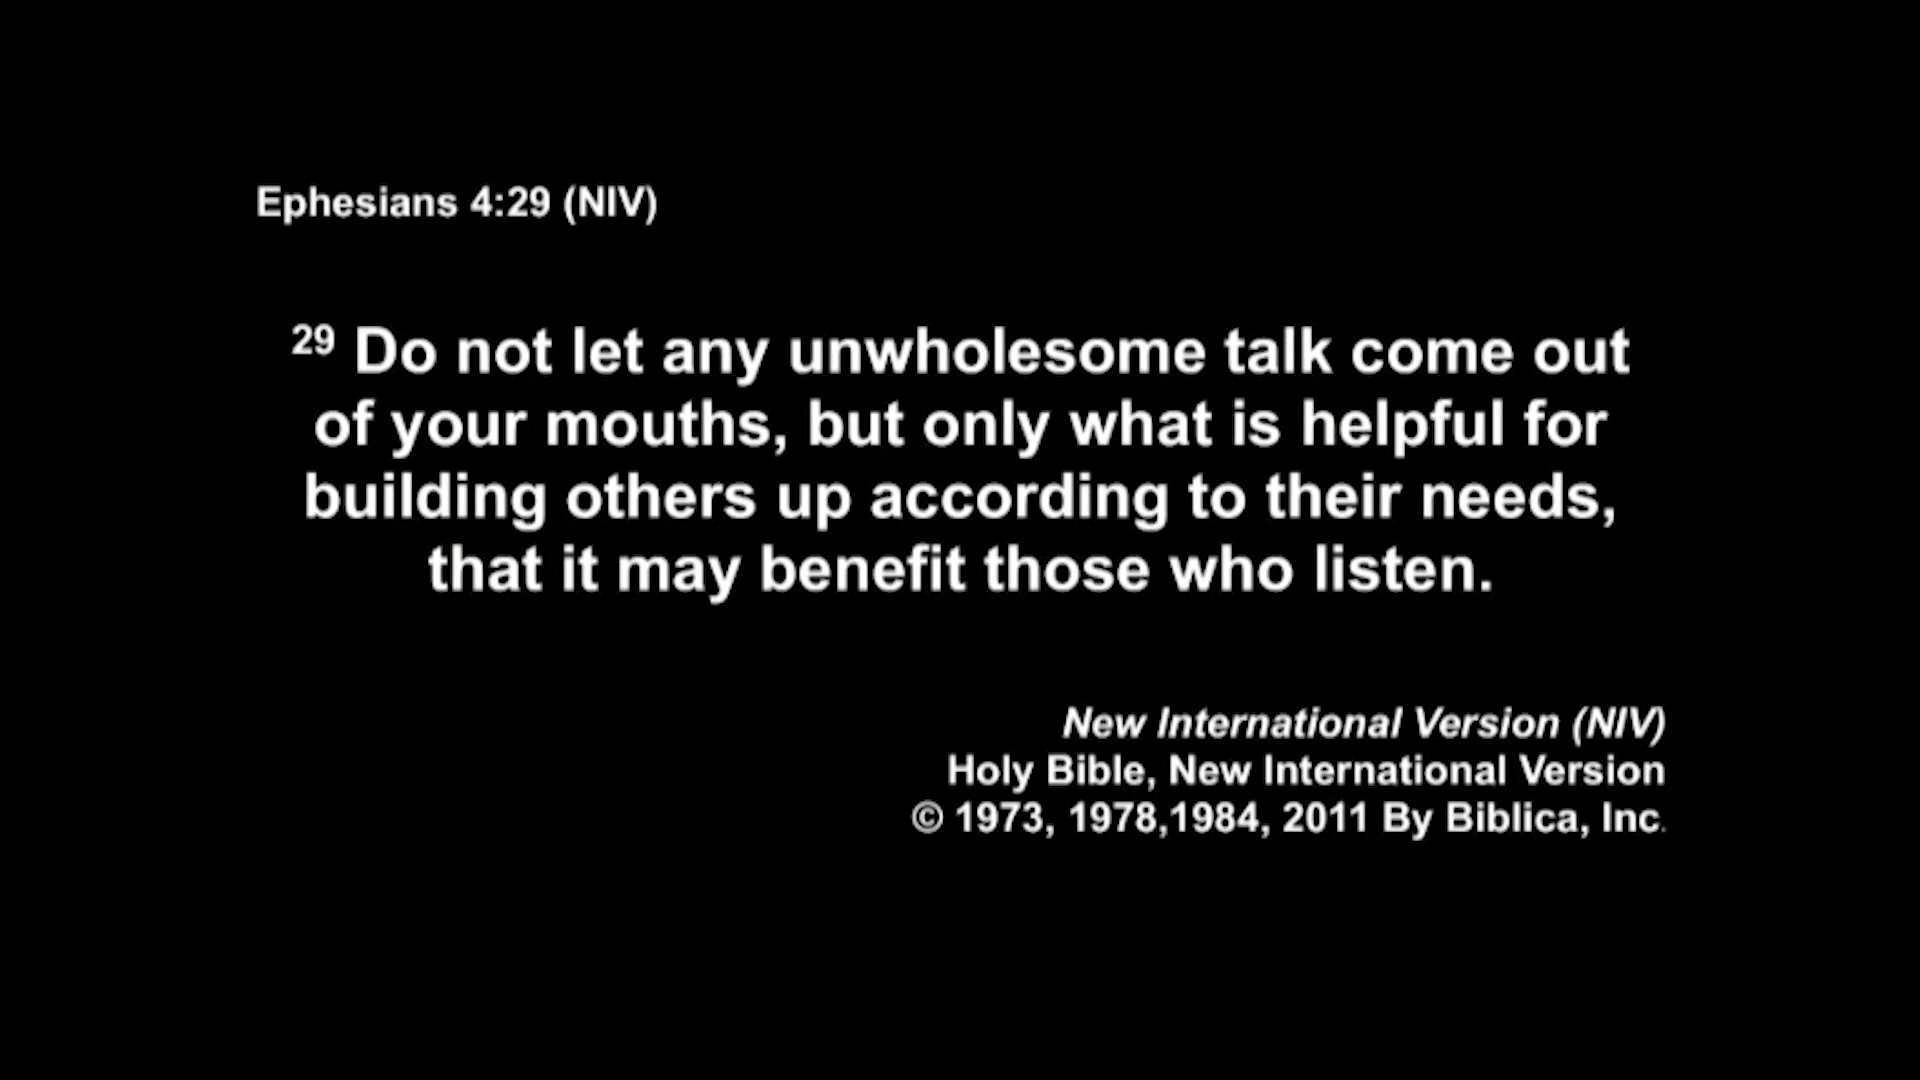 Ephesians 4:29 (NIV)
29 Do not let any unwholesome talk come out
of your mouths, but only what is helpful for
building others up according to their needs,
that it may benefit those who listen.
New International Version (NIV)
Holy Bible, New International Version
© 1973, 1978,1984, 2011 By Biblica, Inc.